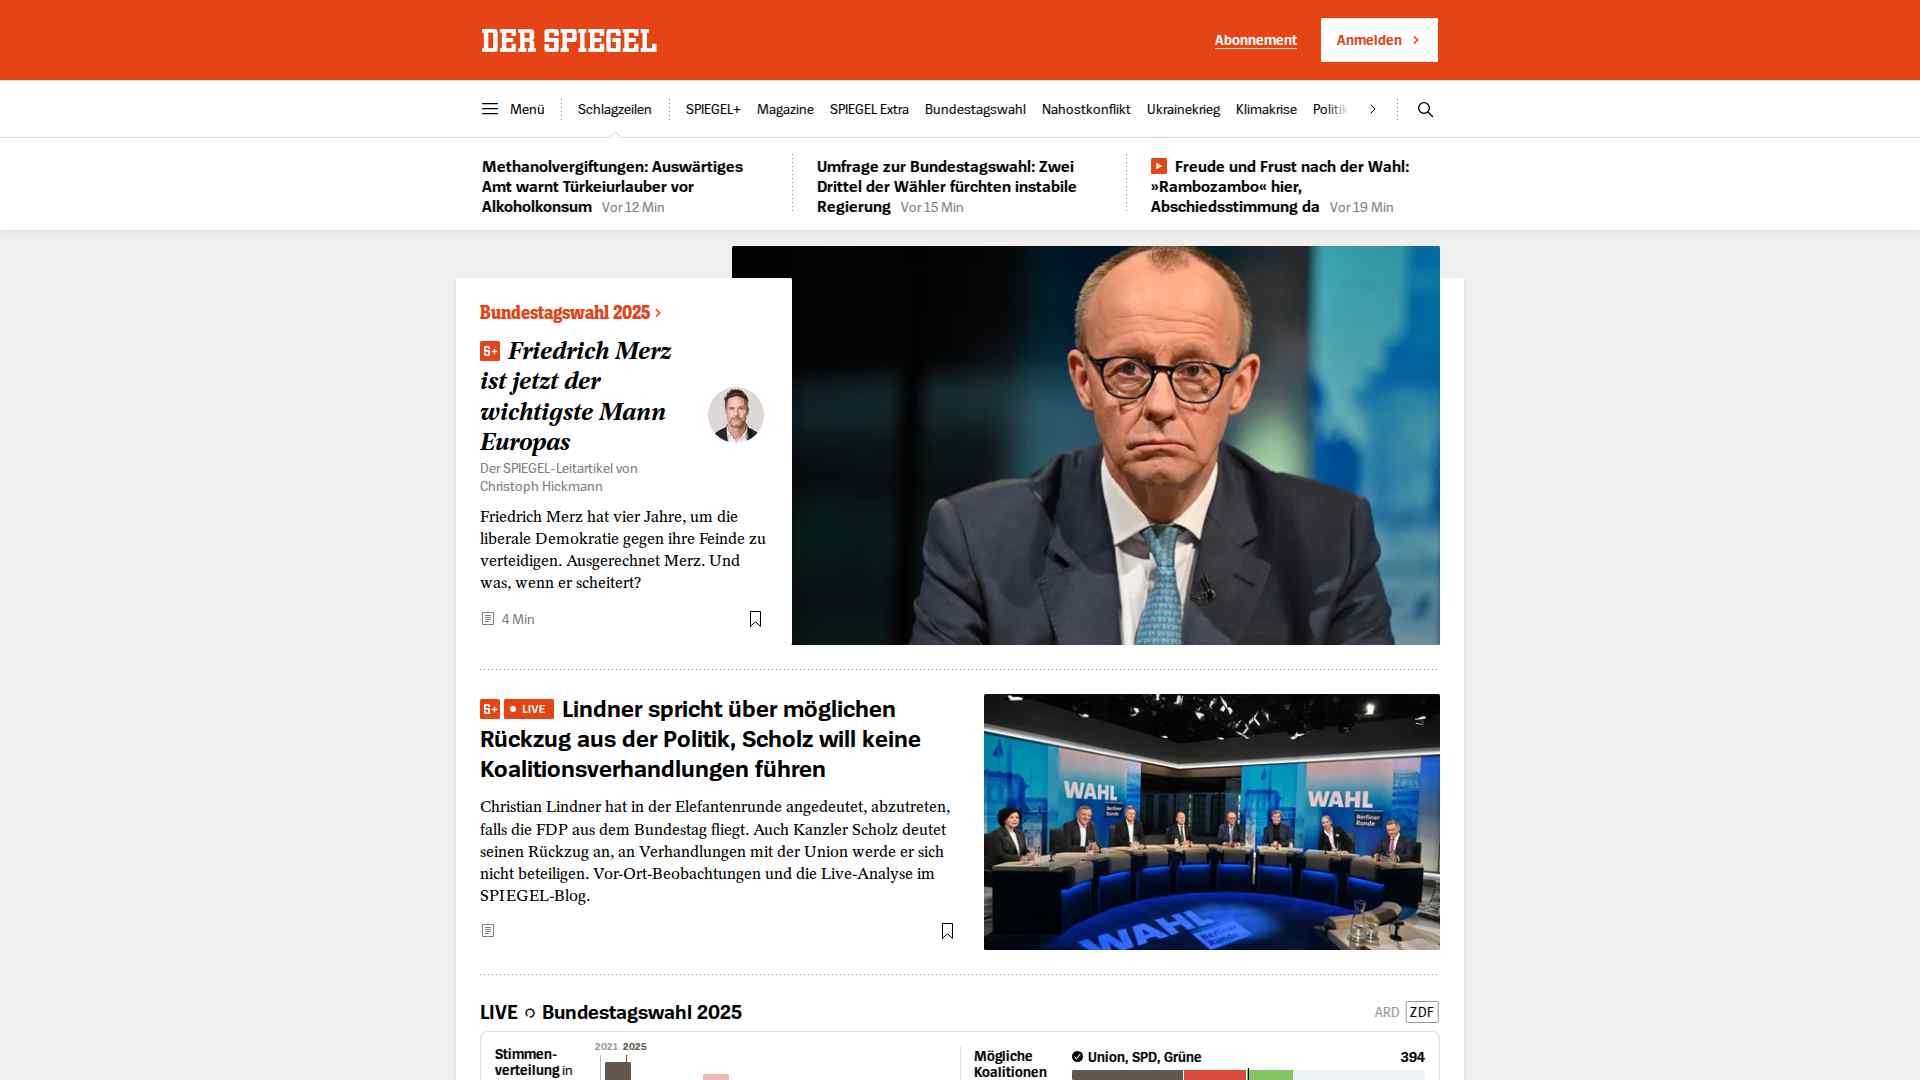 DER SPIEGEL
Abonnement
Anmelden
Menü
Schlagzeilen
SPIEGEL+
Magazine
SPIEGEL Extra
Bundestagswahl
Nahostkonflikt
Ukrainekrieg
Klimakrise
Politik
Methanolvergiftungen: Auswärtiges
Amt warnt Türkeiurlauber vor
Alkoholkonsum Vor 12 Min
Umfrage zur Bundestagswahl: Zwei
Drittel der Wähler fürchten instabile
Regierung Vor 15 Min
Freude und Frust nach der Wahl:
»Rambozambo« hier,
Abschiedsstimmung da Vor 19 Min
Bundestagswahl 2025
S+ Friedrich Merz
ist jetzt der
wichtigste Mann
Europas
Der SPIEGEL-Leitartikel von
Christoph Hickmann
Friedrich Merz hat vier Jahre, um die
liberale Demokratie gegen ihre Feinde zu
verteidigen. Ausgerechnet Merz. Und
was, wenn er scheitert?
4 Min
S+ LIVE Lindner spricht über möglichen
Rückzug aus der Politik, Scholz will keine
Koalitionsverhandlungen führen
Christian Lindner hat in der Elefantenrunde angedeutet, abzutreten,
falls die FDP aus dem Bundestag fliegt. Auch Kanzler Scholz deutet
seinen Rückzug an, an Verhandlungen mit der Union werde er sich
nicht beteiligen. Vor-Ort-Beobachtungen und die Live-Analyse im
SPIEGEL-Blog.
WAHL
Berliner
Runde
WAHL
Berliner
Runde
WAHL
Berliner
Runde
LIVE Bundestagswahl 2025
ARD ZDF
2021 2025
Stimmen-
verteilung in
Mögliche
Koalitionen
Union, SPD, Grüne
394